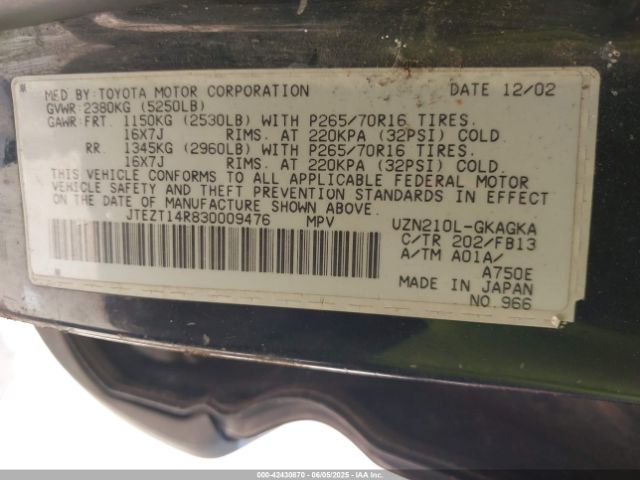 MFD BY: TOYOTA MOTOR CORPORATION DATE 12/02
GVWR: 2380KG (5250LB)
GAWR: FRT. 1150KG (2530LB) WITH P265/70R16 TIRES.
16X7J RIMS. AT 220KPA (32PSI) COLD
RR 1345KG (2960LB) WITH P265/70R16 TIRES.
16X7J RIMS. AT 220KPA (32PSI) COLD.
THIS VEHICLE CONFORMS TO ALL APPLICABLE FEDERAL MOTOR
VEHICLE SAFETY AND THEFT PREVENTION STANDARDS IN EFFECT
ON THE DATE OF MANUFACTURE SHOWN ABOVE.
JTEZT14R830009476 MPV UZN210L-GKAGKA
C/TR 202/FB13
A/TM A01A/
A750E
MADE IN JAPAN
NO. 966
000-42430870 | 06/05/2025 | Copart: IAA, Inc.